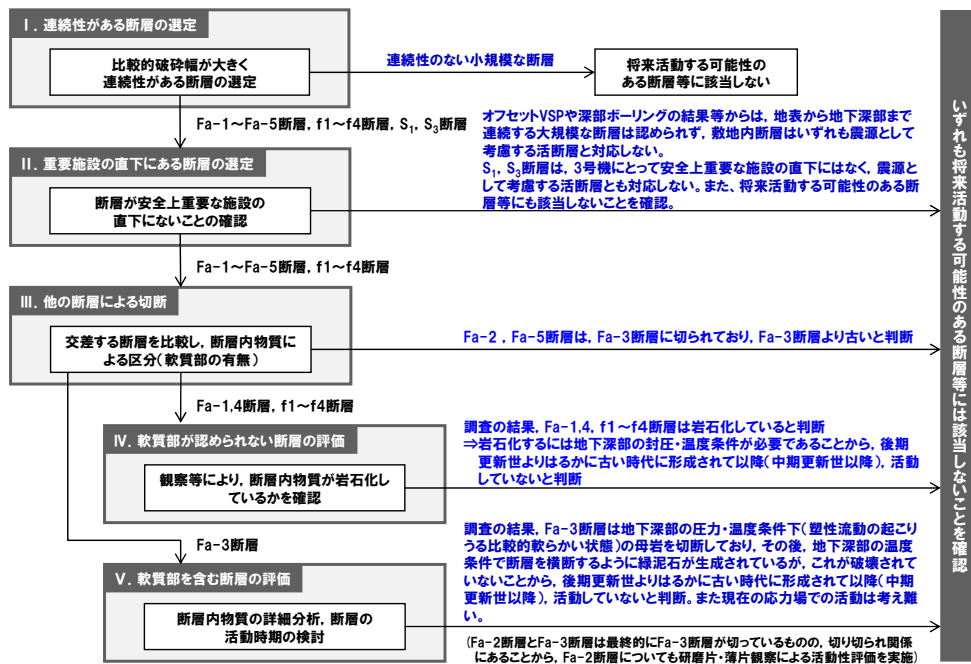 Ⅰ. 連続性がある断層の選定
比較的破砕幅が大きく
連続性がある断層の選定
連続性のない小規模な断層
将来活動する可能性の
ある断層等に該当しない
Fa-1～Fa-5断層, f1～f4断層, S1, S3断層
オフセットVSPや深部ボーリングの結果等からは, 地表から地下深部まで
連続する大規模な断層は認められず, 敷地内断層はいずれも震源として
考慮する活断層と対応しない。
S1, S3断層は, 3号機にとって安全上重要な施設の直下にはなく, 震源と
して考慮する活断層とも対応しない。また、将来活動する可能性のある断
層等にも該当しないことを確認。
Ⅱ. 重要施設の直下にある断層の選定
断層が安全上重要な施設の
直下にないことの確認
Fa-1～Fa-5断層, f1～f4断層
Ⅲ. 他の断層による切断
交差する断層を比較し, 断層内物質に
よる区分(軟質部の有無)
Fa-2 , Fa-5断層は, Fa-3断層に切られており, Fa-3断層より古いと判断
Fa-1,4断層, f1～f4断層
Ⅳ. 軟質部が認められない断層の評価
観察等により, 断層内物質が岩石化し
ているかを確認
調査の結果, Fa-1,4, f1～f4断層は岩石化していると判断
⇒岩石化するには地下深部の封圧・温度条件が必要であることから, 後期
更新世よりはるかに古い時代に形成されて以降(中期更新世以降), 活動
していないと判断
Fa-3断層
Ⅴ. 軟質部を含む断層の評価
断層内物質の詳細分析, 断層の
活動時期の検討
調査の結果, Fa-3断層は地下深部の圧力・温度条件下(塑性流動の起こり
うる比較的軟らかい状態)の母岩を切断しており, その後, 地下深部の温度
条件で断層を横断するように緑泥石が生成されているが, これが破壊されて
いないことから, 後期更新世よりはるかに古い時代に形成されて以降(中期
更新世以降), 活動していないと判断。また現在の応力場での活動は考え難
い。
(Fa-2断層とFa-3断層は最終的にFa-3断層が切っているものの, 切り切られ関係
にあることから, Fa-2断層についても研磨片・薄片観察による活動性評価を実施)
いずれも将来活動する可能性のある断層等には該当しないことを確認